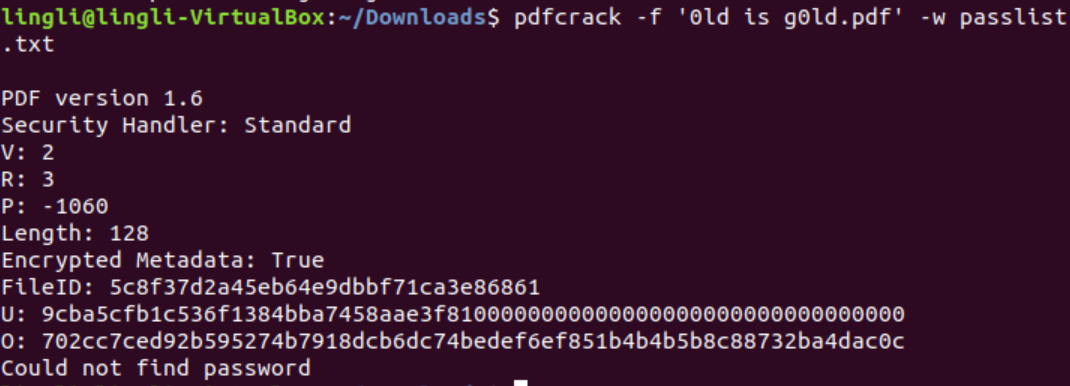 lingli@lingli-VirtualBox:~/Downloads$ pdfcrack -f '0ld is g0ld.pdf' -w passlist
.txt
PDF version 1.6
Security Handler: Standard
V: 2
R: 3
P: -1060
Length: 128
Encrypted Metadata: True
FileID: 5c8f37d2a45eb64e9dbbf71ca3e86861
U: 9cba5cfb1c536f1384bba7458aae3f8100000000000000000000000000000000
O: 702cc7ced92b595274b7918dcb6dc74bedef6ef851b4b4b5b8c88732ba4dac0c
Could not find password